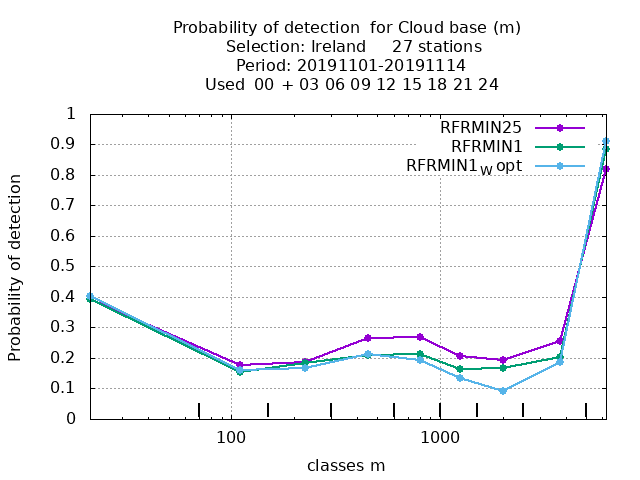 Probability of detection for Cloud base (m)
Selection: Ireland 27 stations
Period: 20191101-20191114
Used 00 + 03 06 09 12 15 18 21 24
RFRMIN25
RFRMIN1
RFRMIN1W opt
Probability of detection
1
0.9
0.8
0.7
0.6
0.5
0.4
0.3
0.2
0.1
0
100 1000
classes m